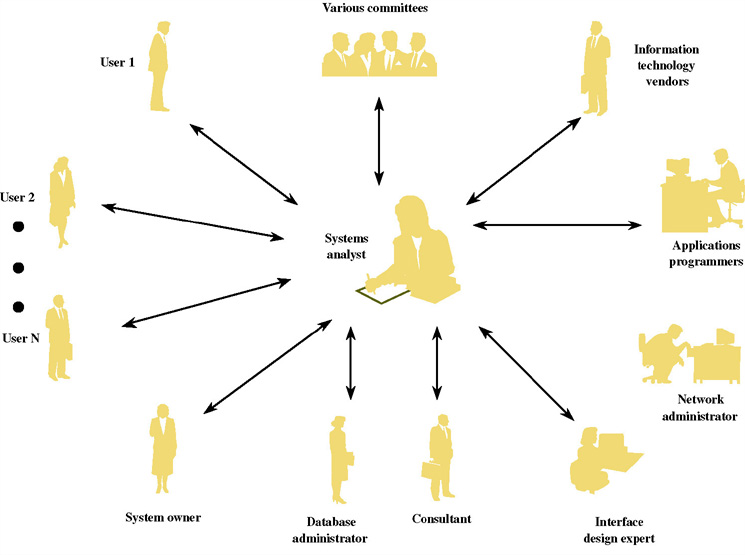 Various committees
User 1
Information
technology
vendors
User 2
Systems
analyst
Applications
programmers
User N
Network
administrator
System owner
Database
administrator
Consultant
Interface
design expert